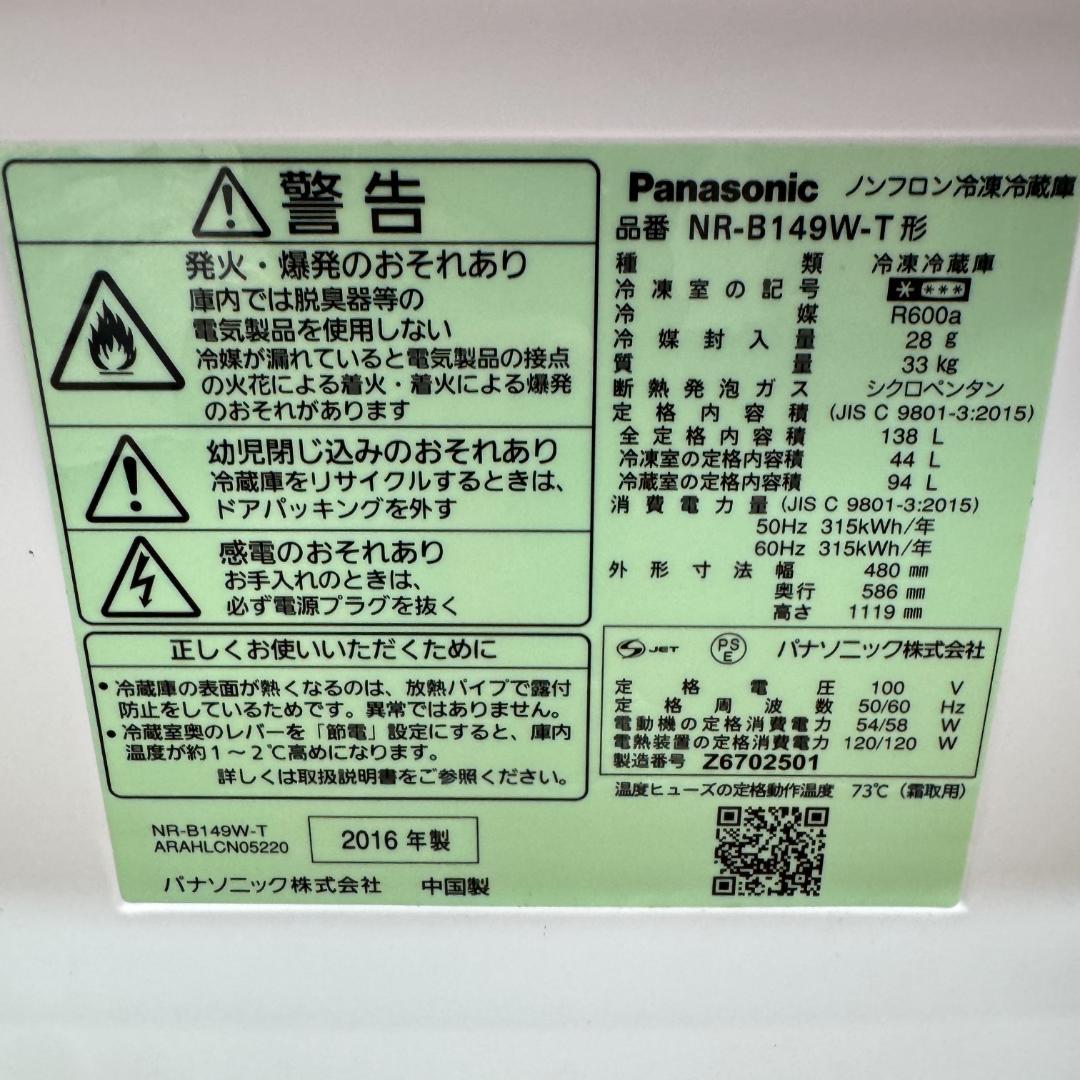 警告
発火・爆発のおそれあり
庫内では脱臭器等の
電気製品を使用しない
冷媒が漏れていると電気製品の接点
の火花による着火・着火による爆発
のおそれがあります
幼児閉じ込みのおそれあり
冷蔵庫をリサイクルするときは、
ドアパッキングを外す
感電のおそれあり
お手入れのときは、
必ず電源プラグを抜く
正しくお使いいただくために
•冷蔵庫の表面が熱くなるのは、放熱パイプで露付
防止をしているためです。異常ではありません。
•冷蔵室奥のレバーを「節電」設定にすると、庫内
温度が約1〜2℃高めになります。
詳しくは取扱説明書をご参照ください。
NR-B149W-T
ARAHLCN05220
2016年製
パナソニック株式会社 中国製
Panasonic ノンフロン冷凍冷蔵庫
品番 NR-B149W-T形
種類 冷凍冷蔵庫
冷凍室の記号 * ***
冷媒 R600a
冷媒封入量 28 g
質量 33 kg
断熱発泡ガス シクロペンタン
定格内容積 (JIS C 9801-3:2015)
全定格内容積 138 L
冷凍室の定格内容積 44 L
冷蔵室の定格内容積 94 L
消費電力量 (JIS C 9801-3:2015)
50Hz 315kWh/年
60Hz 315kWh/年
外形寸法 幅 480 mm
奥行 586 mm
高さ 1119 mm
S JET PS E パナソニック株式会社
定格電圧 100 V
定格周波数 50/60 Hz
電動機の定格消費電力 54/58 W
電熱装置の定格消費電力 120/120 W
製造番号 Z6702501
温度ヒューズの定格動作温度 73℃（霜取用）